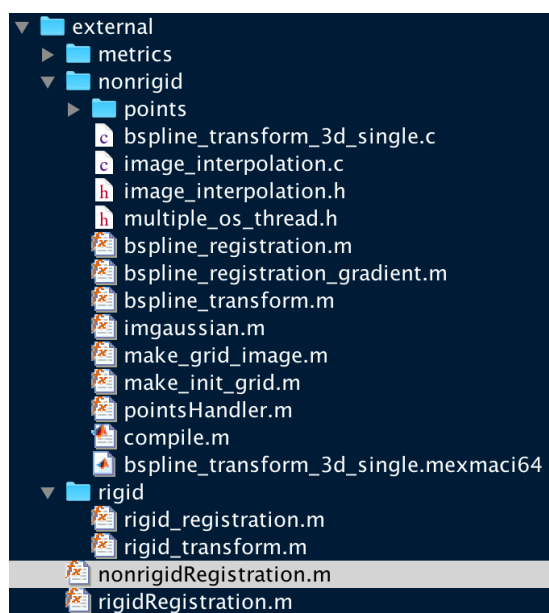 external
metrics
nonrigid
points
bspline_transform_3d_single.c
image_interpolation.c
image_interpolation.h
multiple_os_thread.h
bspline_registration.m
bspline_registration_gradient.m
bspline_transform.m
imgaussian.m
make_grid_image.m
make_init_grid.m
pointsHandler.m
compile.m
bspline_transform_3d_single.mexmaci64
rigid
rigid_registration.m
rigid_transform.m
nonrigidRegistration.m
rigidRegistration.m